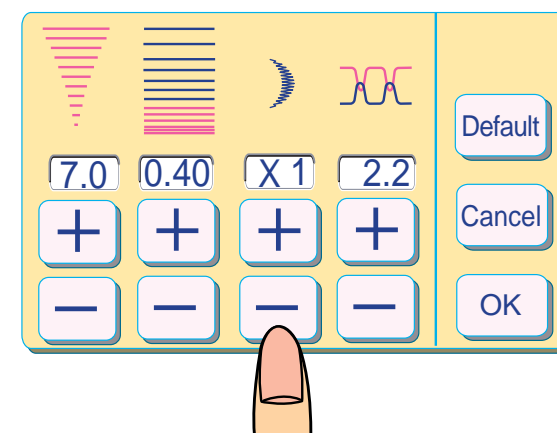 7.0 0.40 X 1 2.2
+ + + +
− − − −
Default
Cancel
OK